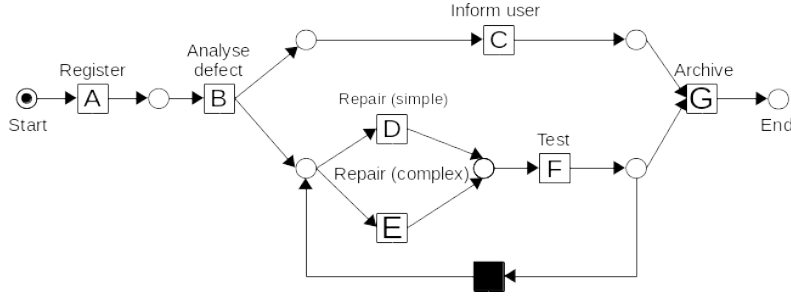 Inform user
C
Analyse
defect
Register
Archive
A
B
G
Start
End
Repair (simple)
D
Test
Repair (complex)
F
E